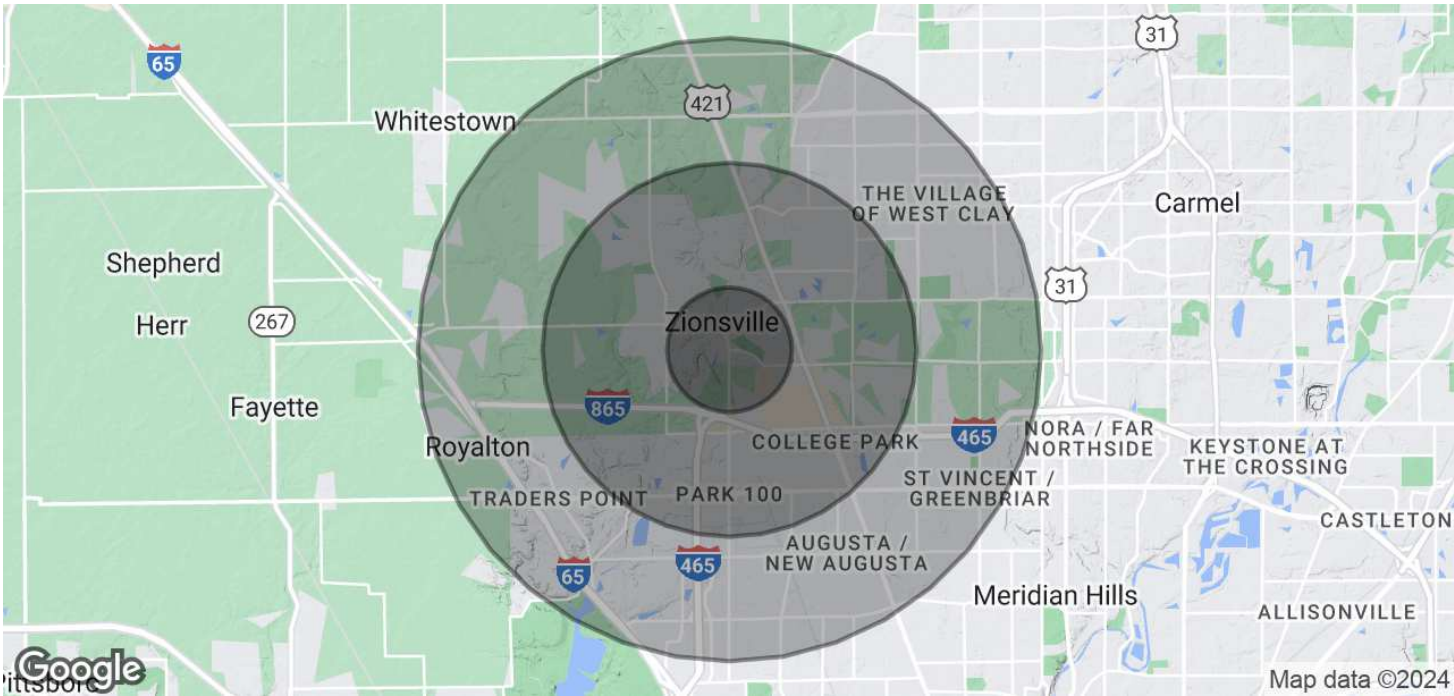 31
65
421
Whitestown
THE VILLAGE
OF WEST CLAY
Carmel
Shepherd
31
Herr
267
Zionsville
Fayette
865
465
COLLEGE PARK
NORA / FAR
NORTHSIDE
Royalton
KEYSTONE AT
THE CROSSING
ST VINCENT /
GREENBRIAR
TRADERS POINT
PARK 100
CASTLETON
AUGUSTA /
NEW AUGUSTA
465
65
Meridian Hills
ALLISONVILLE
Google
Map data ©2024